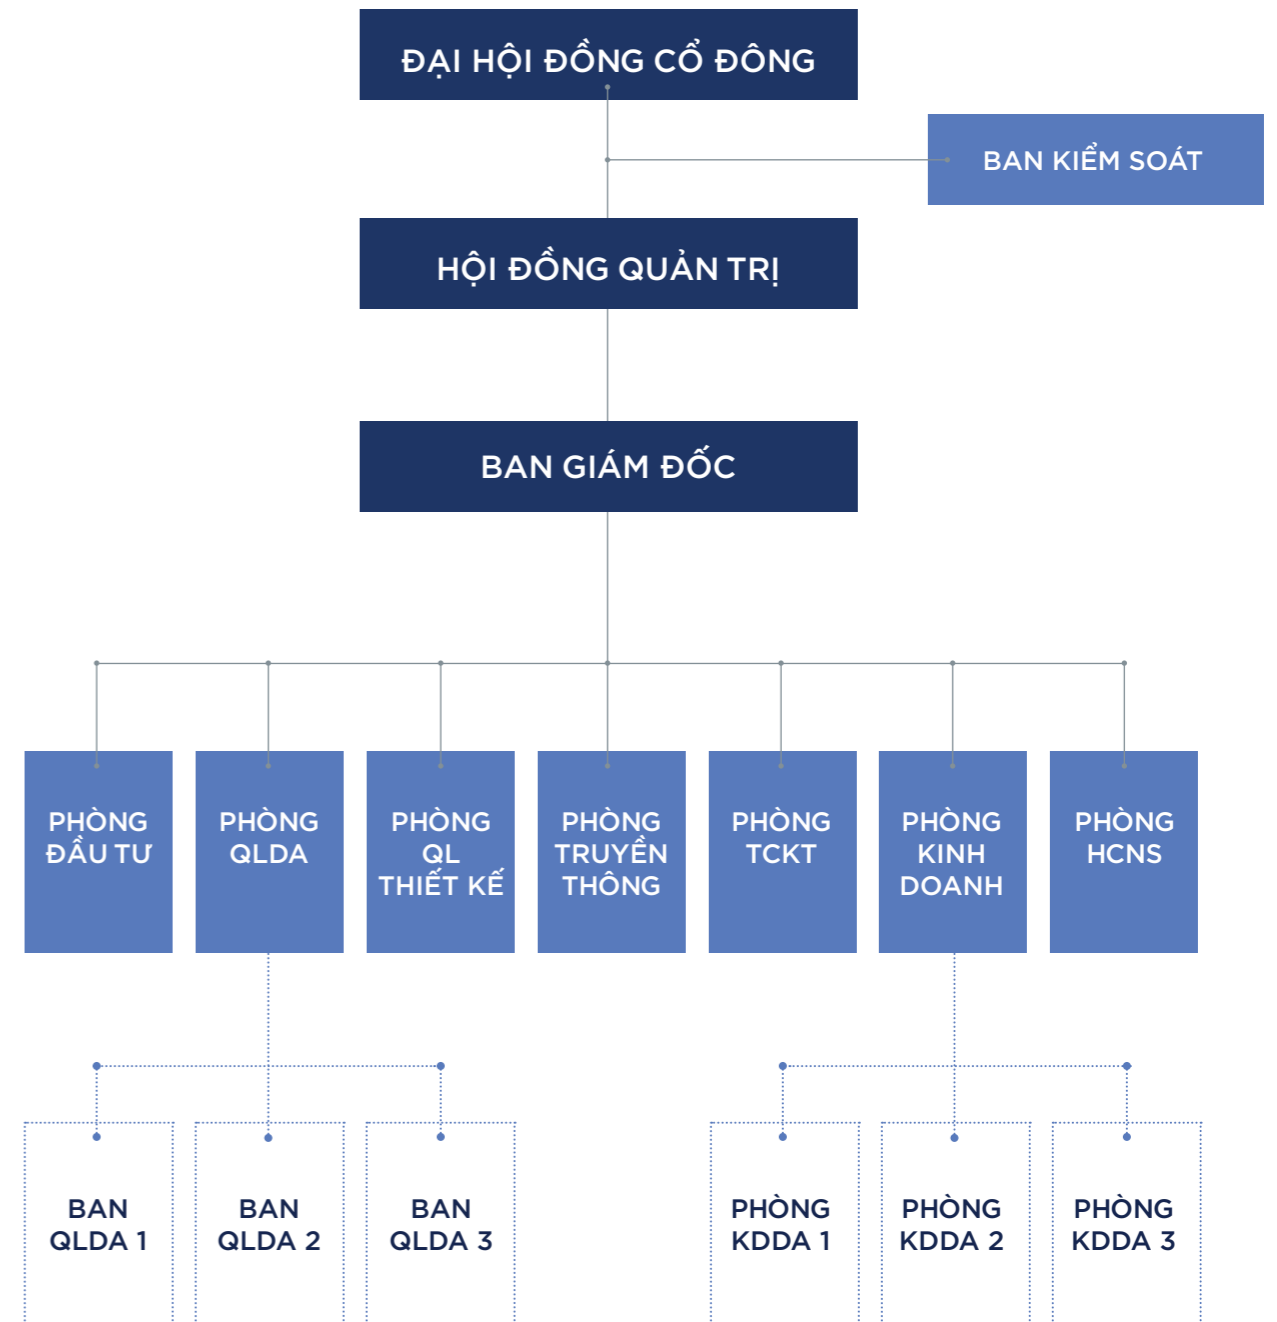 ĐẠI HỘI ĐỒNG CỔ ĐÔNG
BAN KIỂM SOÁT
HỘI ĐỒNG QUẢN TRỊ
BAN GIÁM ĐỐC
PHÒNG
ĐẦU TƯ
PHÒNG
QLDA
PHÒNG
QL
THIẾT KẾ
PHÒNG
TRUYỀN
THÔNG
PHÒNG
TCKT
PHÒNG
KINH
DOANH
PHÒNG
HCNS
BAN
QLDA 1
BAN
QLDA 2
BAN
QLDA 3
PHÒNG
KDDA 1
PHÒNG
KDDA 2
PHÒNG
KDDA 3